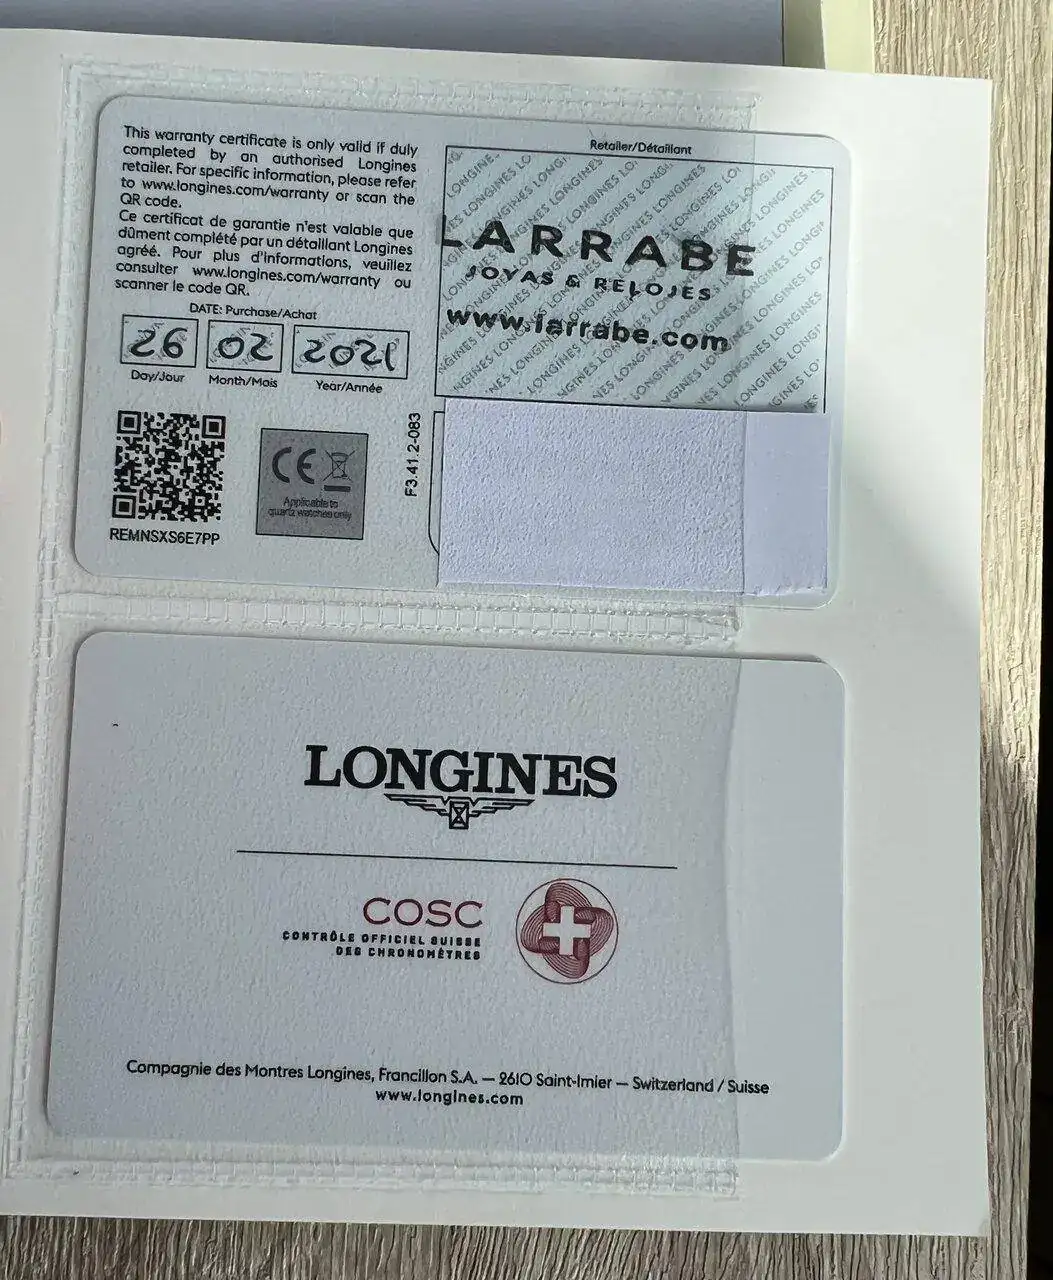 This warranty certificate is only valid if duly
completed by an authorised Longines
retailer. For specific information, please refer
to www.longines.com/warranty or scan the
QR code.
Ce certificat de garantie n'est valable que
dûment complété par un détaillant Longines
agréé. Pour plus d'informations, veuillez
consulter www.longines.com/warranty ou
scanner le code QR.
DATE: Purchase/Achat
26 02 2021
Day/Jour Month/Mois Year/Année
REMNSXS6E7PP
CE
Applicable to
quartz watches only
F3.41.2-083
Retailer/Détaillant
LARRABE
JOYAS & RELOJES
www.larrabe.com
LONGINES
COSC
CONTRÔLE OFFICIEL SUISSE
DES CHRONOMÈTRES
Compagnie des Montres Longines, Francillon S.A. — 2610 Saint-Imier — Switzerland / Suisse
www.longines.com